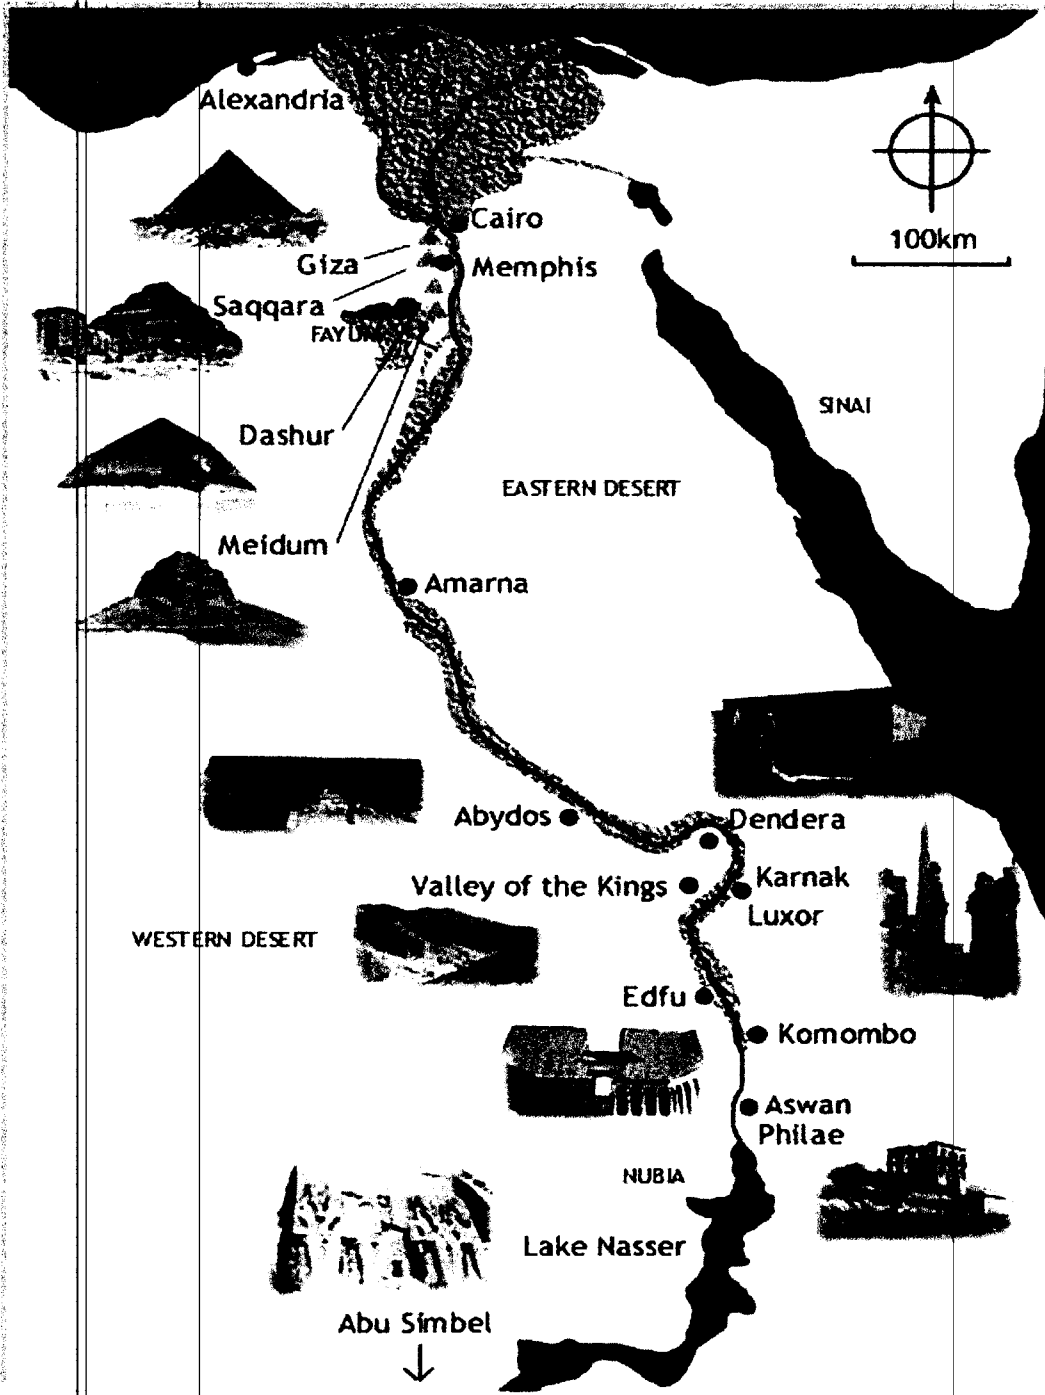 Alexandria
Cairo
100km
Giza
Memphis
Saqqara
FAYUM
SINAI
Dashur
EASTERN DESERT
Meidum
Amarna
Abydos
Dendera
Valley of the Kings
Karnak
Luxor
WESTERN DESERT
Edfu
Komombo
Aswan
Philae
NUBIA
Lake Nasser
Abu Simbel